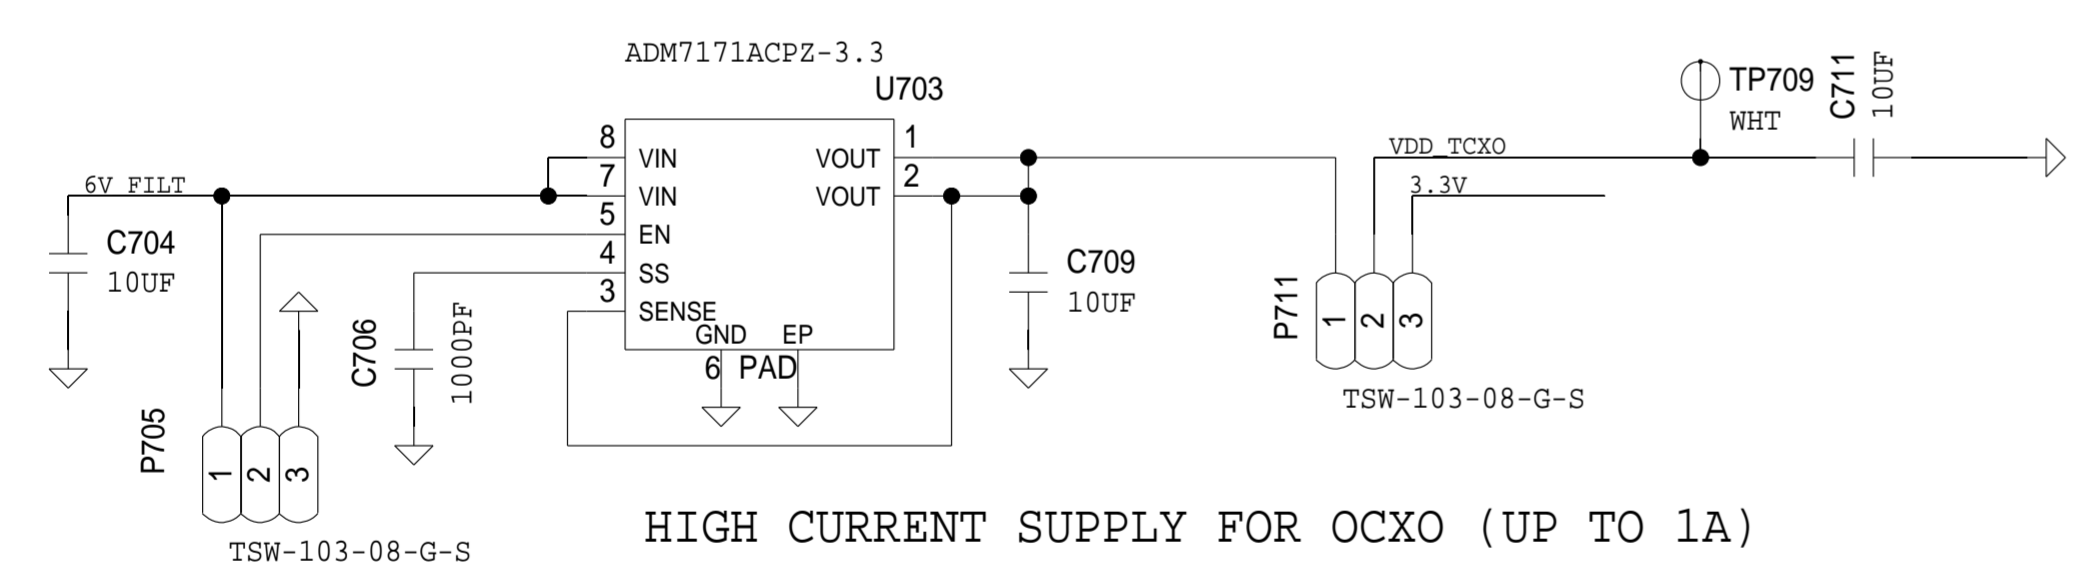 ADM7171ACPZ-3.3
U703
TP709
WHT
C711
10UF
8
VIN
VOUT
1
VDD_TCXO
7
VIN
VOUT
2
6V_FILT
3.3V
5
EN
C704
10UF
4
SS
C709
10UF
3
SENSE
GND
EP
6
PAD
C706
1000PF
P711
1
2
3
TSW-103-08-G-S
P705
1
2
3
TSW-103-08-G-S
HIGH CURRENT SUPPLY FOR OCXO (UP TO 1A)